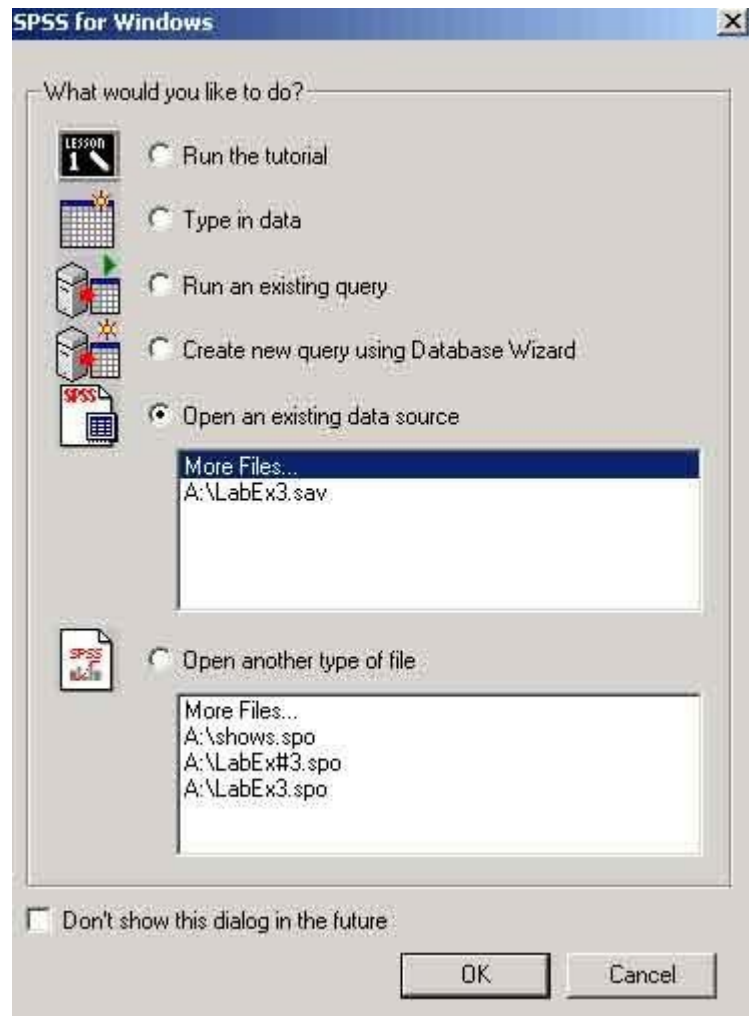 SPSS for Windows
What would you like to do?
LESSON
1
Run the tutorial
Type in data
Run an existing query
Create new query using Database Wizard
SPSS
Open an existing data source
More Files...
A:\LabEx3.sav
SPSS
Open another type of file
More Files...
A:\shows.spo
A:\LabEx#3.spo
A:\LabEx3.spo
Don't show this dialog in the future
OK
Cancel